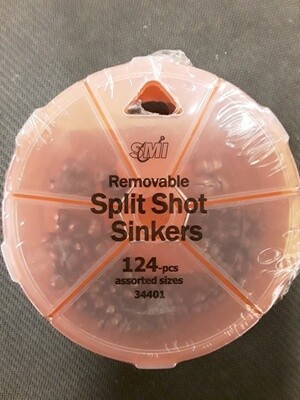 SMI
Removable
Split Shot
Sinkers
124-pcs
assorted sizes
34401